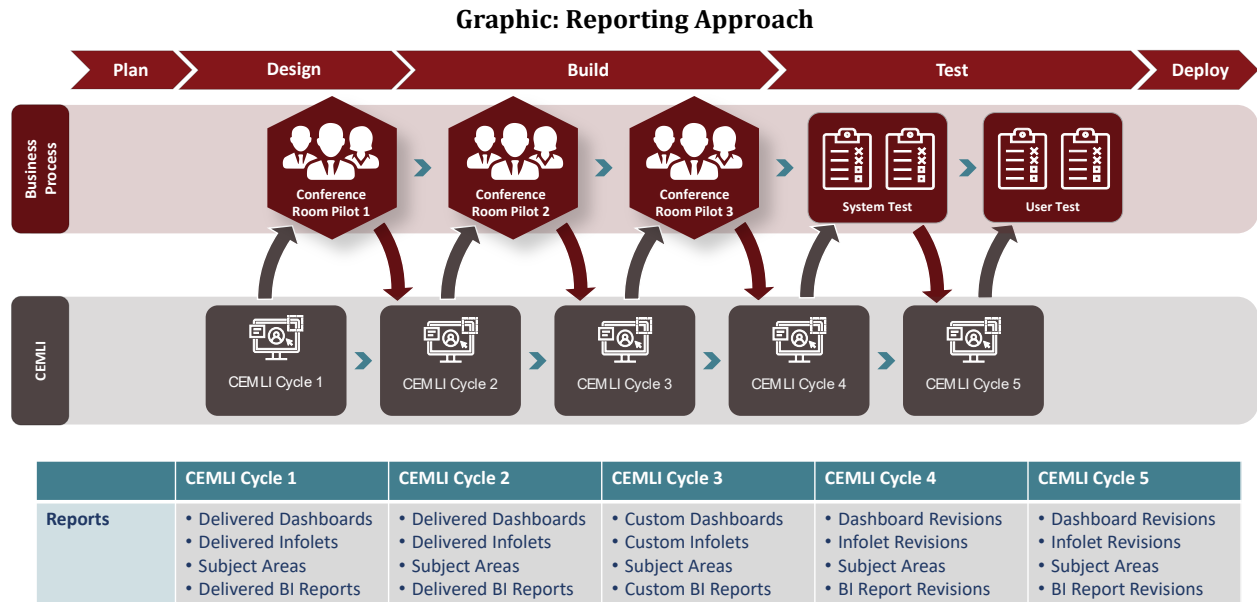 Graphic: Reporting Approach
Plan
Design
Build
Test
Deploy
Business
Process
Conference
Room Pilot 1
Conference
Room Pilot 2
Conference
Room Pilot 3
System Test
User Test
CEMLI
CEMLI Cycle 1
CEMLI Cycle 2
CEMLI Cycle 3
CEMLI Cycle 4
CEMLI Cycle 5
CEMLI Cycle 1
CEMLI Cycle 2
CEMLI Cycle 3
CEMLI Cycle 4
CEMLI Cycle 5
Reports
• Delivered Dashboards
• Delivered Infolets
• Subject Areas
• Delivered BI Reports
• Delivered Dashboards
• Delivered Infolets
• Subject Areas
• Delivered BI Reports
• Custom Dashboards
• Custom Infolets
• Subject Areas
• Custom BI Reports
• Dashboard Revisions
• Infolet Revisions
• Subject Areas
• BI Report Revisions
• Dashboard Revisions
• Infolet Revisions
• Subject Areas
• BI Report Revisions